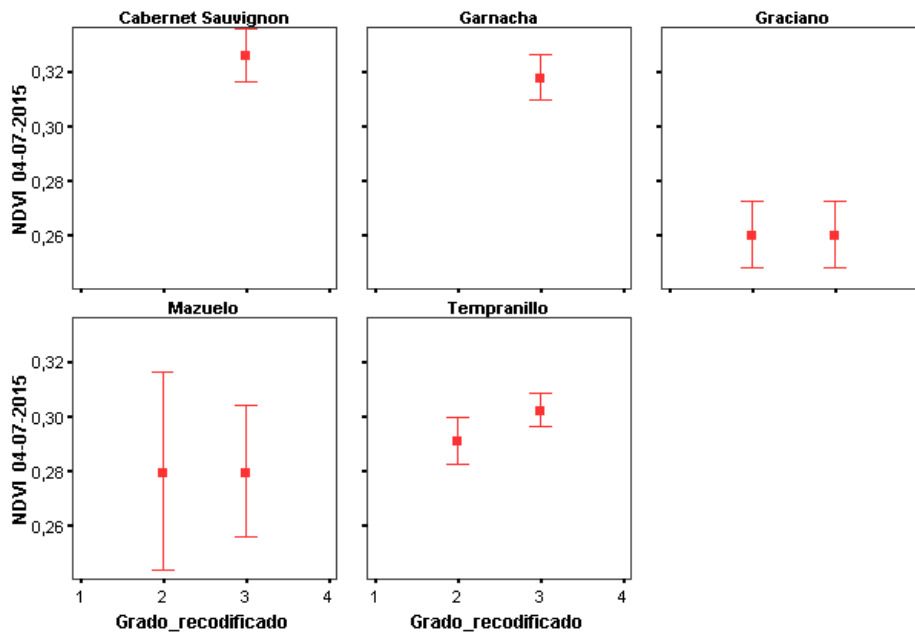 Cabernet Sauvignon
Garnacha
Graciano
NDVI 04-07-2015
0,32
0,30
0,28
0,26
Mazuelo
Tempranillo
NDVI 04-07-2015
0,32
0,30
0,28
0,26
1 2 3 4
1 2 3 4
Grado_recodificado
Grado_recodificado